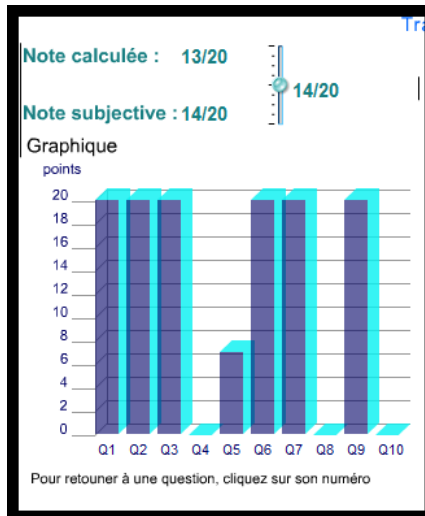 Tra
Note calculée : 13/20
14/20
Note subjective : 14/20
Graphique
points
20
18
16
14
12
10
8
6
4
2
0
Q1 Q2 Q3 Q4 Q5 Q6 Q7 Q8 Q9 Q10
Pour retouner à une question, cliquez sur son numéro